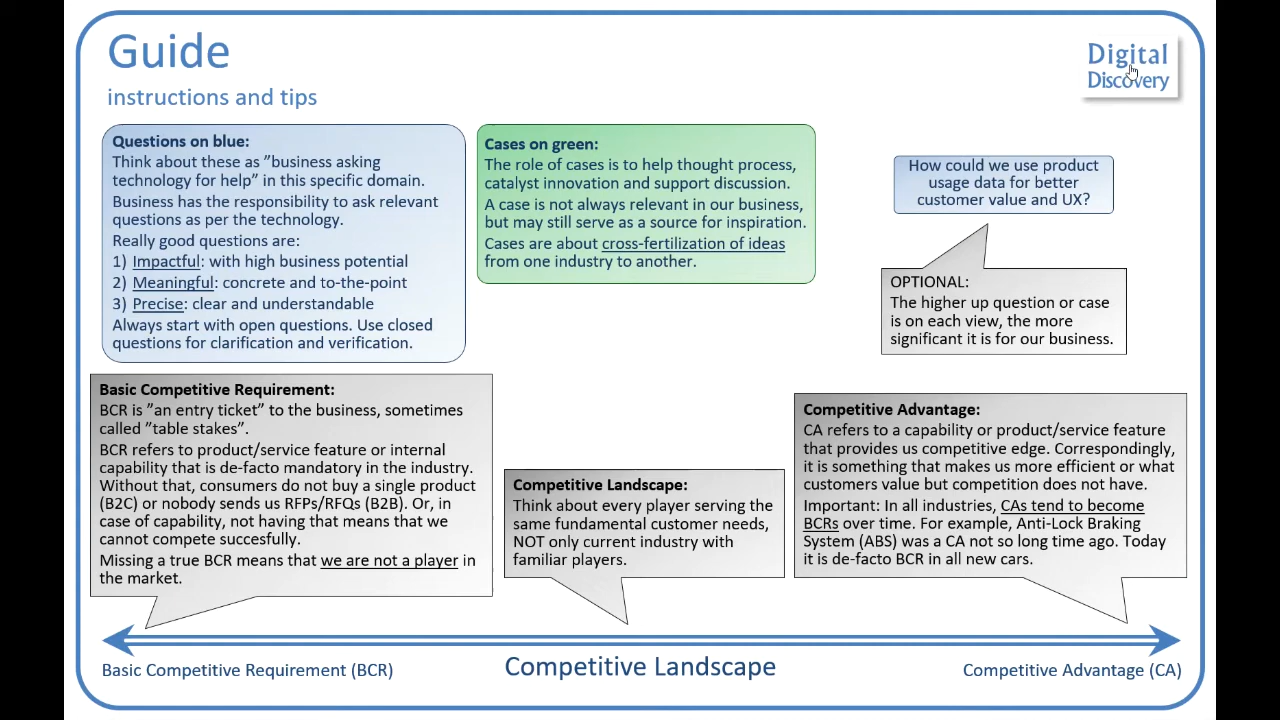 Guide
instructions and tips
Digital
Discovery
Questions on blue:
Think about these as ”business asking
technology for help” in this specific domain.
Business has the responsibility to ask relevant
questions as per the technology.
Really good questions are:
1) Impactful: with high business potential
2) Meaningful: concrete and to-the-point
3) Precise: clear and understandable
Always start with open questions. Use closed
questions for clarification and verification.
Cases on green:
The role of cases is to help thought process,
catalyst innovation and support discussion.
A case is not always relevant in our business,
but may still serve as a source for inspiration.
Cases are about cross-fertilization of ideas
from one industry to another.
How could we use product
usage data for better
customer value and UX?
OPTIONAL:
The higher up question or case
is on each view, the more
significant it is for our business.
Basic Competitive Requirement:
BCR is ”an entry ticket” to the business, sometimes
called ”table stakes”.
BCR refers to product/service feature or internal
capability that is de-facto mandatory in the industry.
Without that, consumers do not buy a single product
(B2C) or nobody sends us RFPs/RFQs (B2B). Or, in
case of capability, not having that means that we
cannot compete succesfully.
Missing a true BCR means that we are not a player in
the market.
Competitive Landscape:
Think about every player serving the
same fundamental customer needs,
NOT only current industry with
familiar players.
Competitive Advantage:
CA refers to a capability or product/service feature
that provides us competitive edge. Correspondingly,
it is something that makes us more efficient or what
customers value but competition does not have.
Important: In all industries, CAs tend to become
BCRs over time. For example, Anti-Lock Braking
System (ABS) was a CA not so long time ago. Today
it is de-facto BCR in all new cars.
Basic Competitive Requirement (BCR)
Competitive Landscape
Competitive Advantage (CA)